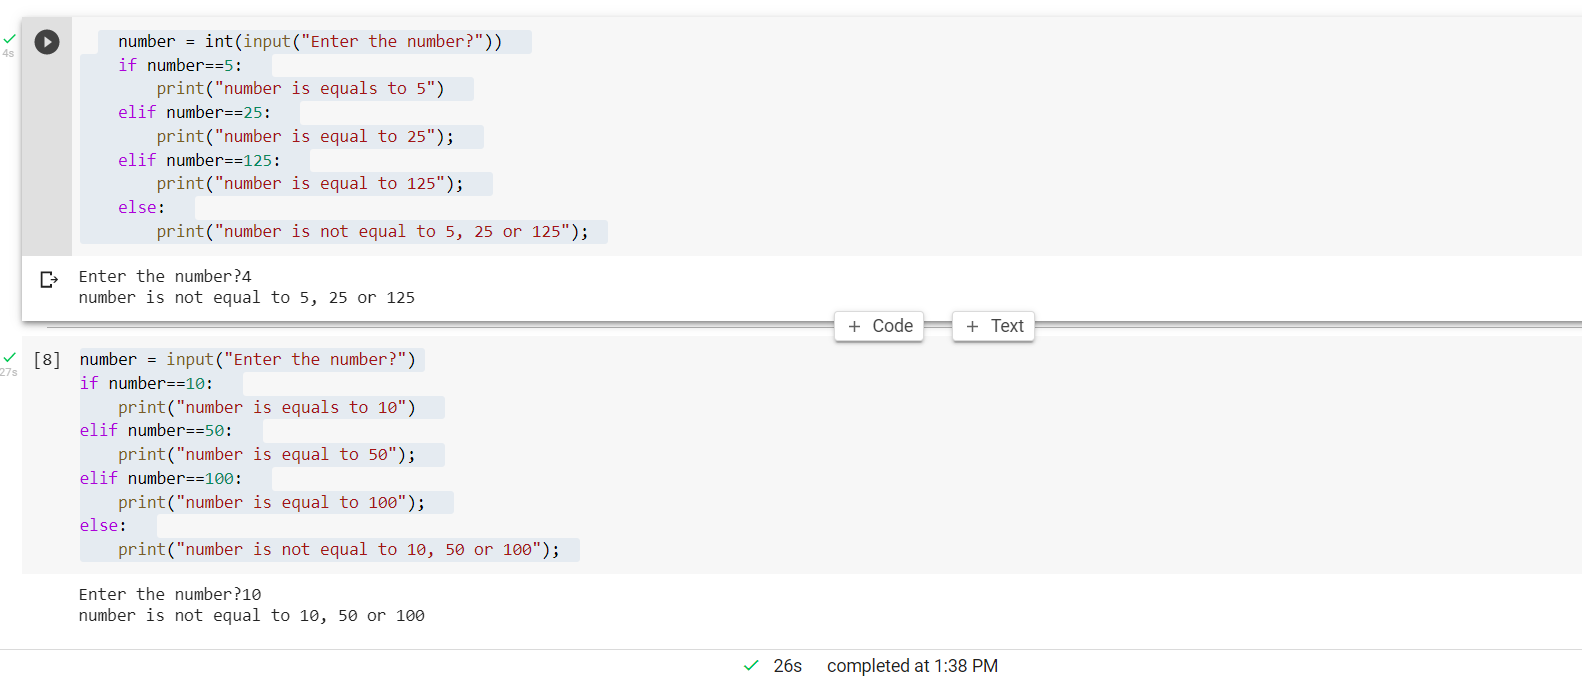 4s
number = int(input("Enter the number?"))
if number==5:
print("number is equals to 5")
elif number==25:
print("number is equal to 25");
elif number==125:
print("number is equal to 125");
else:
print("number is not equal to 5, 25 or 125");
Enter the number?4
number is not equal to 5, 25 or 125
+ Code + Text
[8] number = input("Enter the number?")
27s
if number==10:
print("number is equals to 10")
elif number==50:
print("number is equal to 50");
elif number==100:
print("number is equal to 100");
else:
print("number is not equal to 10, 50 or 100");
Enter the number?10
number is not equal to 10, 50 or 100
26s completed at 1:38 PM